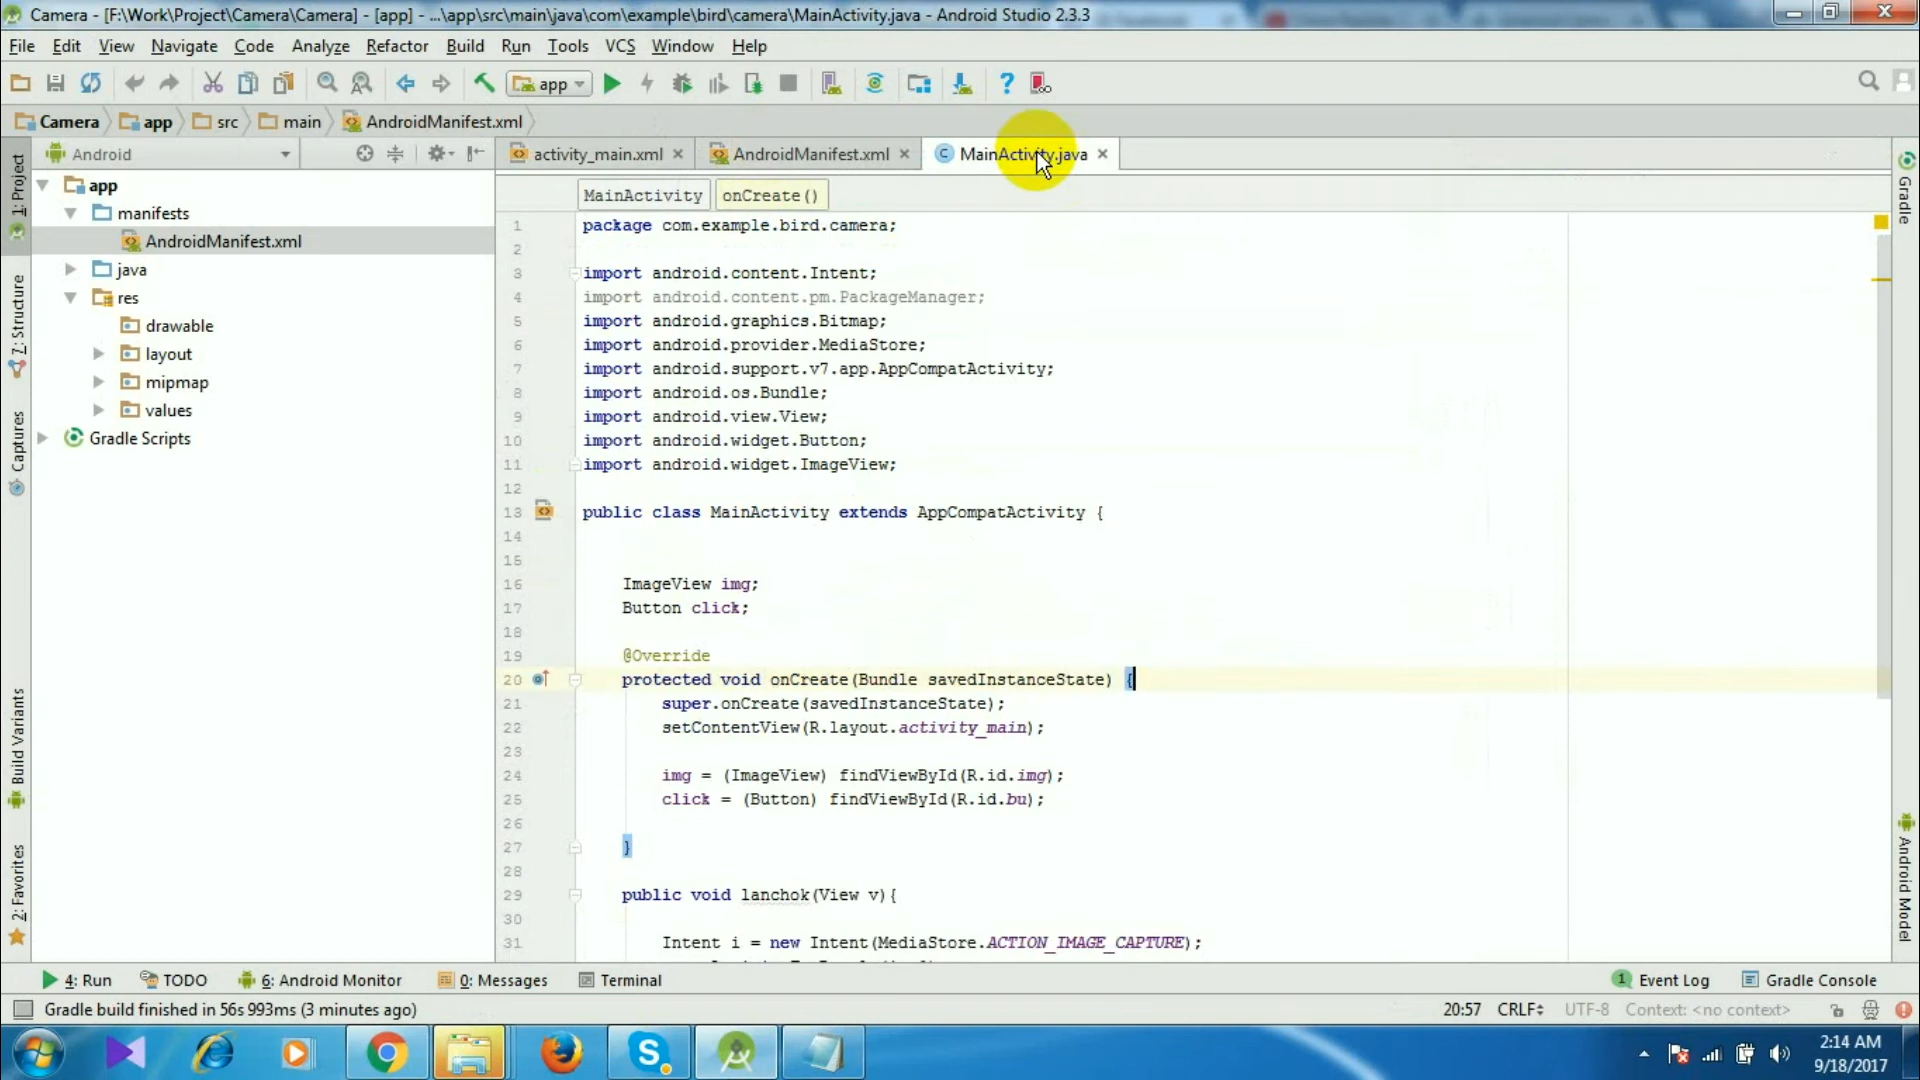 Camera - [F:\Work\Project\Camera\Camera] - [app] - ...\app\src\main\java\com\example\bird\camera\MainActivity.java - Android Studio 2.3.3
File Edit View Navigate Code Analyze Refactor Build Run Tools VCS Window Help
app
Camera app src main AndroidManifest.xml
Android
activity_main.xml AndroidManifest.xml MainActivity.java
MainActivity onCreate()
1: Project
7: Structure
Captures
Build Variants
2: Favorites
app
manifests
AndroidManifest.xml
java
res
drawable
layout
mipmap
values
Gradle Scripts
1 package com.example.bird.camera;
2
3 import android.content.Intent;
4 import android.content.pm.PackageManager;
5 import android.graphics.Bitmap;
6 import android.provider.MediaStore;
7 import android.support.v7.app.AppCompatActivity;
8 import android.os.Bundle;
9 import android.view.View;
10 import android.widget.Button;
11 import android.widget.ImageView;
12
13 public class MainActivity extends AppCompatActivity {
14
15
16 ImageView img;
17 Button click;
18
19 @Override
20 protected void onCreate(Bundle savedInstanceState) {
21 super.onCreate(savedInstanceState);
22 setContentView(R.layout.activity_main);
23
24 img = (ImageView) findViewById(R.id.img);
25 click = (Button) findViewById(R.id.bu);
26
27 }
28
29 public void lanchok(View v){
30
31 Intent i = new Intent(MediaStore.ACTION_IMAGE_CAPTURE);
Gradle
Android Model
4: Run TODO 6: Android Monitor 0: Messages Terminal 1 Event Log Gradle Console
Gradle build finished in 56s 993ms (3 minutes ago) 20:57 CRLF UTF-8 Context: <no context>
2:14 AM
9/18/2017